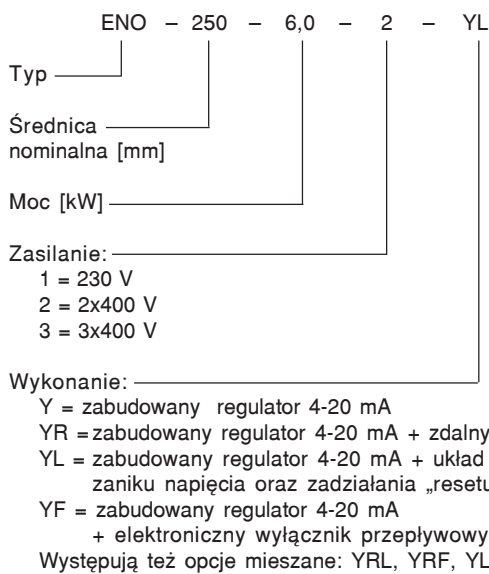 ENO – 250 – 6,0 – 2 – YL
Typ
Średnica
nominalna [mm]
Moc [kW]
Zasilanie:
1 = 230 V
2 = 2x400 V
3 = 3x400 V
Wykonanie:
Y = zabudowany regulator 4-20 mA
YR = zabudowany regulator 4-20 mA + zdalny
YL = zabudowany regulator 4-20 mA + układ
zaniku napięcia oraz zadziałania „resetu
YF = zabudowany regulator 4-20 mA
+ elektroniczny wyłącznik przepływowy
Występują też opcje mieszane: YRL, YRF, YL